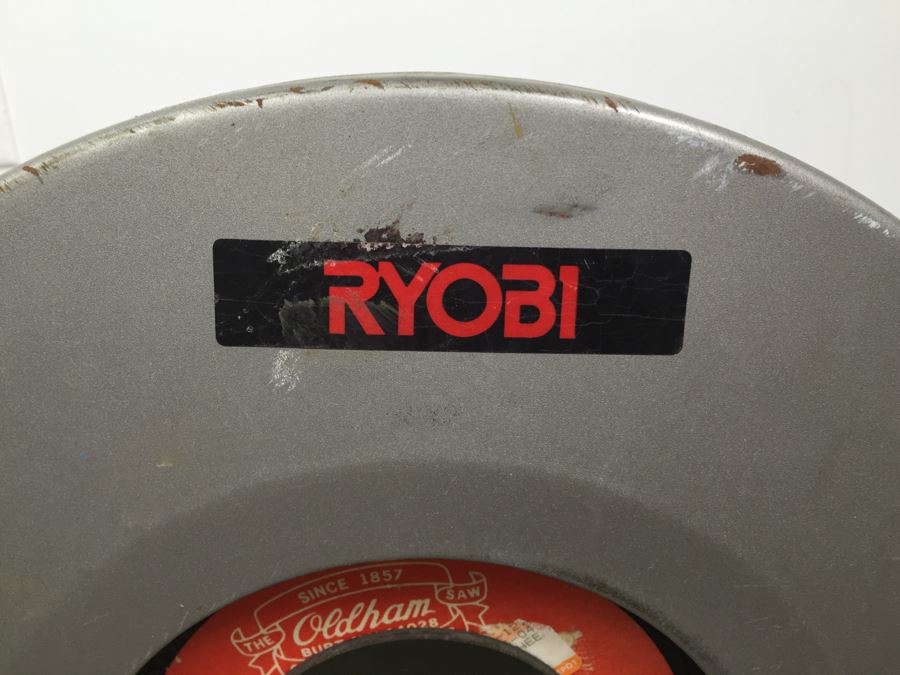 RYOBI
SINCE 1857
THE Oldham SAW